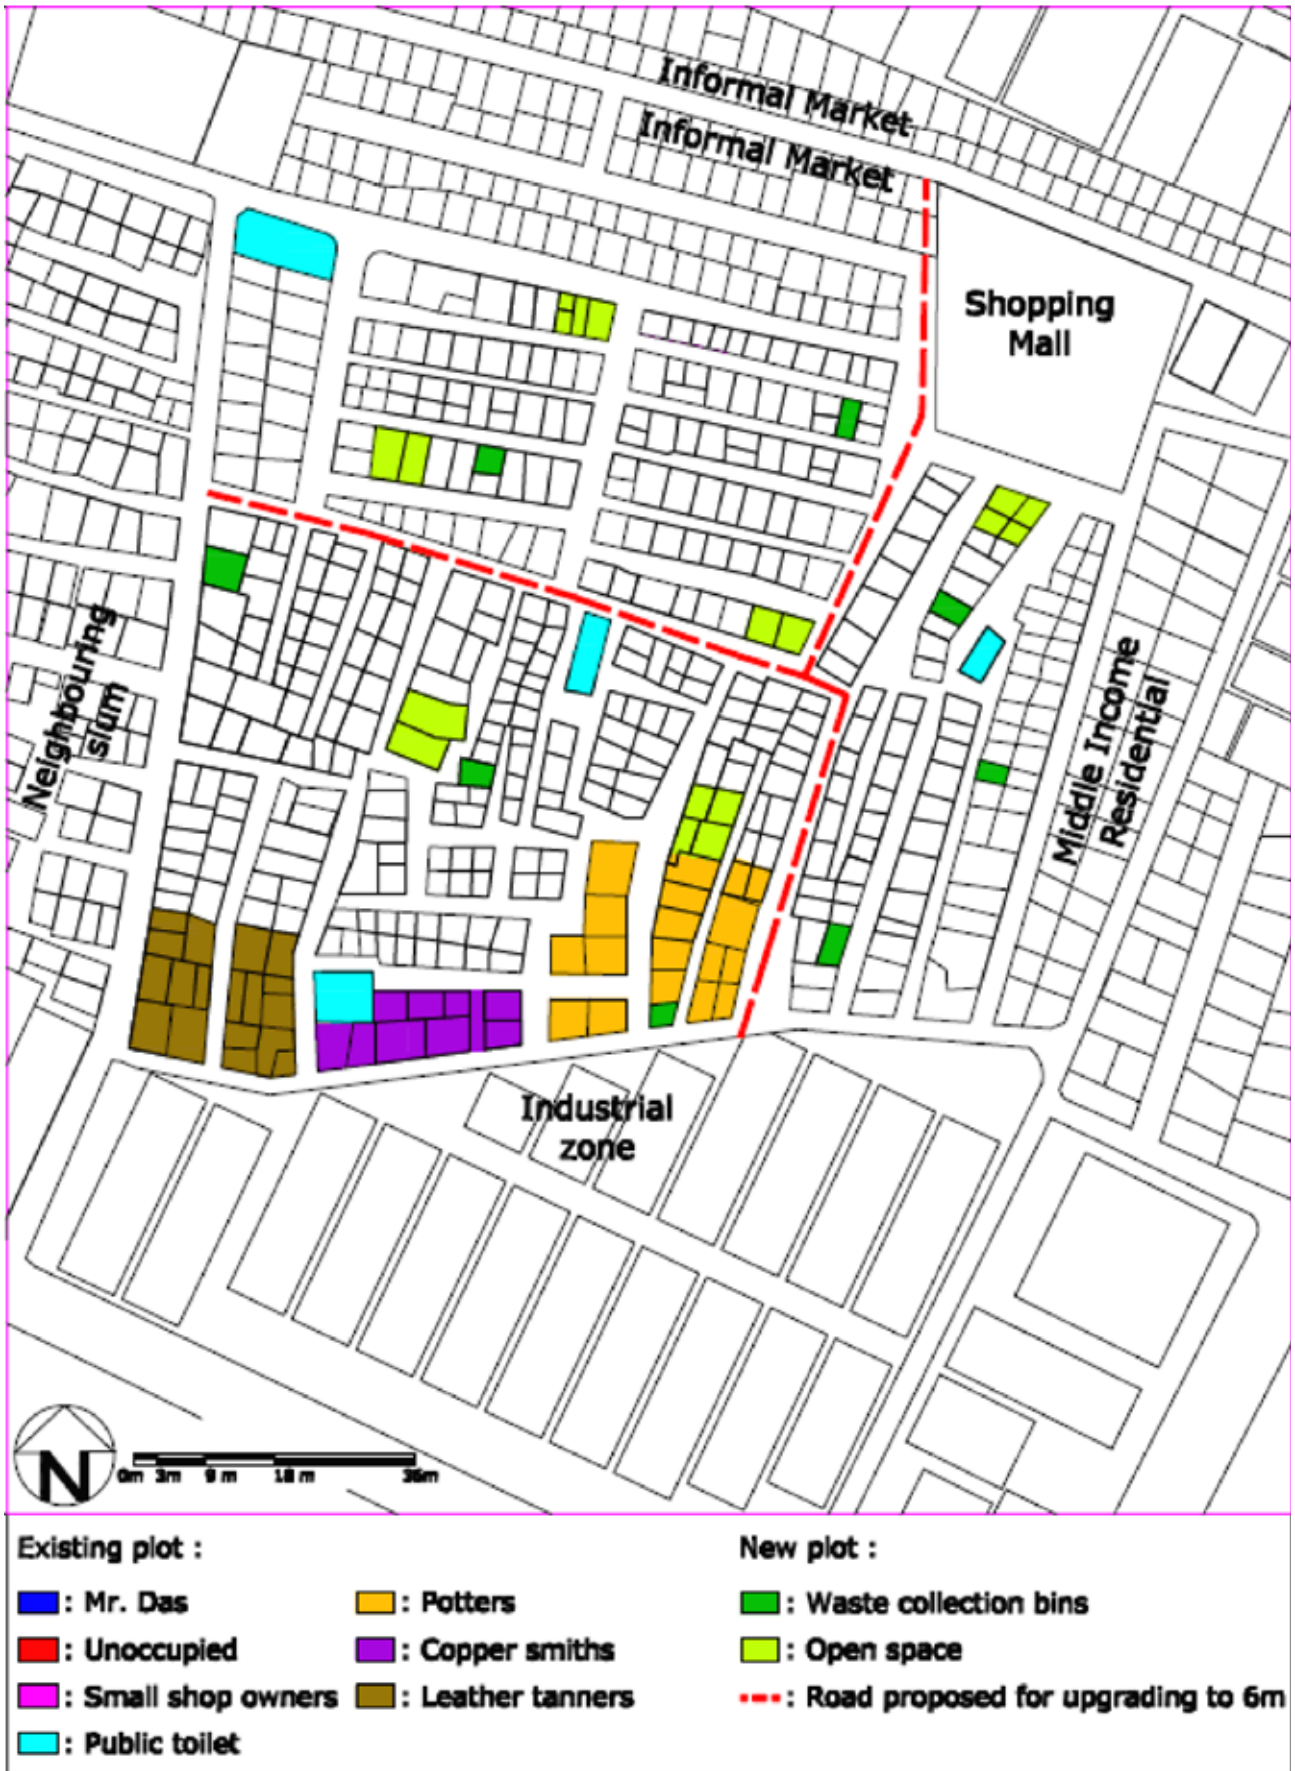 Informal Market
Informal Market
Shopping
Mall
Neighbouring
slum
Middle Income
Residential
Industrial
zone
N
0m 3m 9 m 18 m 36m
Existing plot :
New plot :
: Mr. Das
: Potters
: Waste collection bins
: Unoccupied
: Copper smiths
: Open space
: Small shop owners
: Leather tanners
: Road proposed for upgrading to 6m
: Public toilet